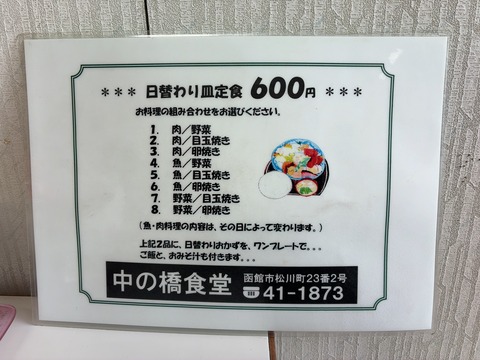 ＊＊＊ 日替わり皿定食 600円 ＊＊＊
お料理の組み合わせをお選びください。
1. 肉／野菜
2. 肉／目玉焼き
3. 肉／卵焼き
4. 魚／野菜
5. 魚／目玉焼き
6. 魚／卵焼き
7. 野菜／目玉焼き
8. 野菜／卵焼き
（魚・肉料理の内容は、その日によって変わります。）
上記2品に、日替わりおかずを、ワンプレートで。。。
ご飯と、おみそ汁も付きます。。。
中の橋食堂 函館市松川町23番2号
☎41-1873